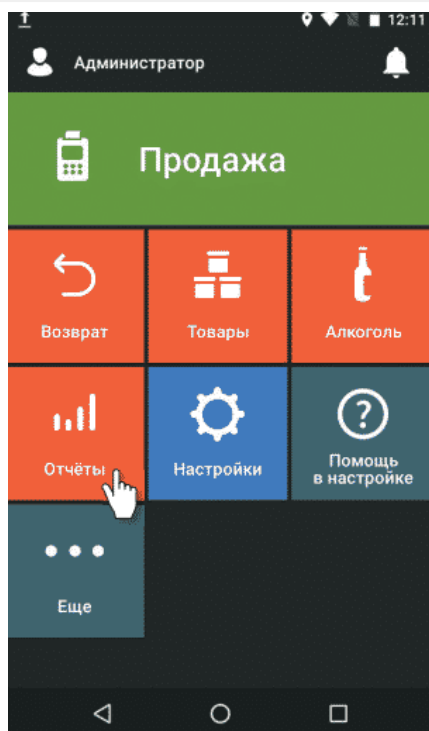 12:11
Администратор
Продажа
Возврат
Товары
Алкоголь
Отчёты
Настройки
?
Помощь
в настройке
Еще